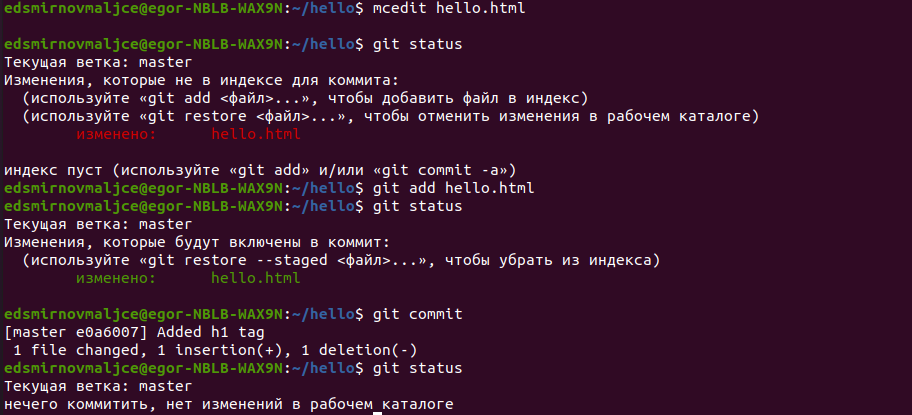 edsmirnovmaljce@egor-NBLB-WAX9N:~/hello$ mcedit hello.html
edsmirnovmaljce@egor-NBLB-WAX9N:~/hello$ git status
Текущая ветка: master
Изменения, которые не в индексе для коммита:
  (используйте «git add <файл>...», чтобы добавить файл в индекс)
  (используйте «git restore <файл>...», чтобы отменить изменения в рабочем каталоге)
        изменено:      hello.html
индекс пуст (используйте «git add» и/или «git commit -a»)
edsmirnovmaljce@egor-NBLB-WAX9N:~/hello$ git add hello.html
edsmirnovmaljce@egor-NBLB-WAX9N:~/hello$ git status
Текущая ветка: master
Изменения, которые будут включены в коммит:
  (используйте «git restore --staged <файл>...», чтобы убрать из индекса)
        изменено:      hello.html
edsmirnovmaljce@egor-NBLB-WAX9N:~/hello$ git commit
[master e0a6007] Added h1 tag
 1 file changed, 1 insertion(+), 1 deletion(-)
edsmirnovmaljce@egor-NBLB-WAX9N:~/hello$ git status
Текущая ветка: master
нечего коммитить, нет изменений в рабочем каталоге